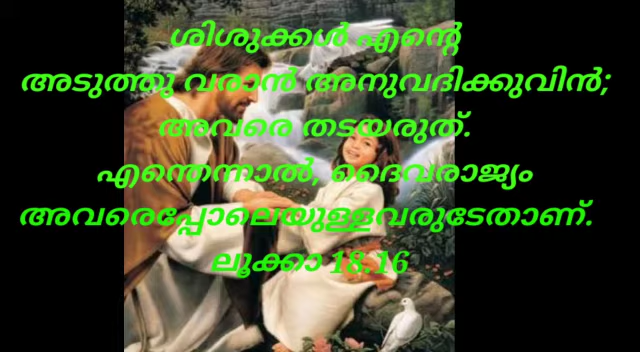 ശിശുക്കൾ എന്റെ
അടുത്തു വരാൻ അനുവദിക്കുവിൻ;
അവരെ തടയരുത്.
എന്തെന്നാൽ, ദൈവരാജ്യം
അവരെപ്പോലെയുള്ളവരുടേതാണ്.
ലൂക്കാ 18.16